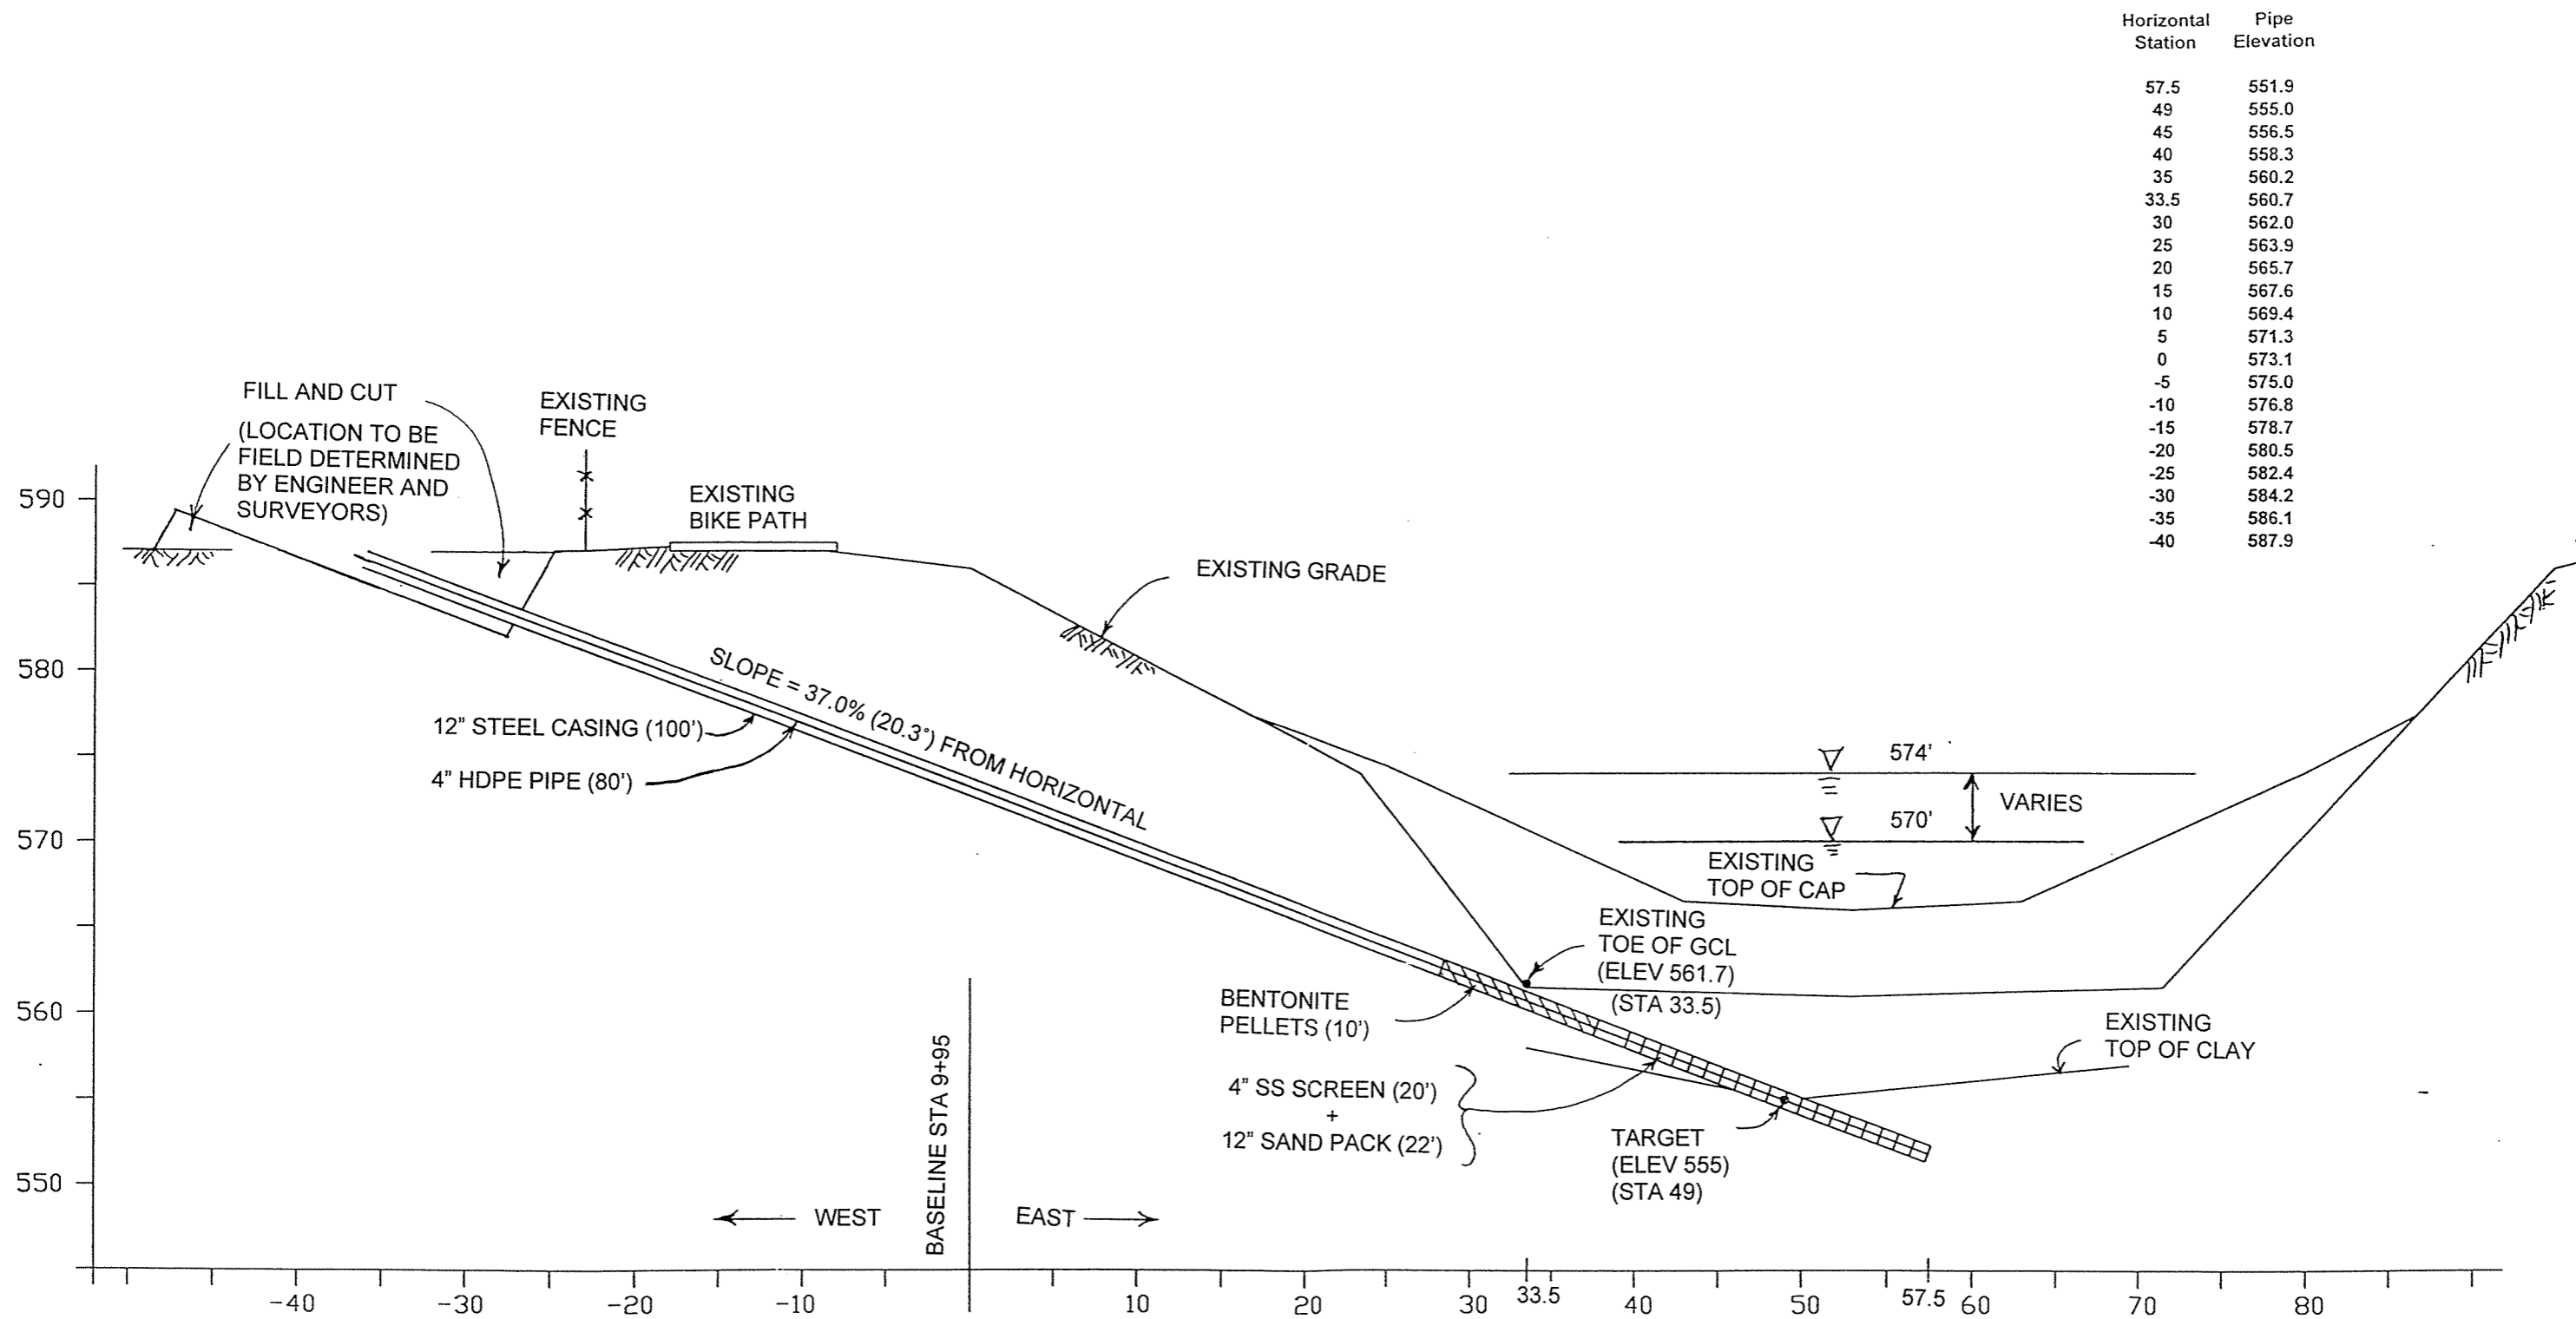 Horizontal Pipe
Station Elevation
57.5 551.9
49 555.0
45 556.5
40 558.3
35 560.2
33.5 560.7
30 562.0
25 563.9
20 565.7
15 567.6
10 569.4
5 571.3
0 573.1
-5 575.0
-10 576.8
-15 578.7
-20 580.5
-25 582.4
-30 584.2
-35 586.1
-40 587.9
FILL AND CUT
(LOCATION TO BE
FIELD DETERMINED
BY ENGINEER AND
SURVEYORS)
EXISTING
FENCE
EXISTING
BIKE PATH
EXISTING GRADE
590
580
570
560
550
SLOPE = 37.0% (20.3°) FROM HORIZONTAL
12” STEEL CASING (100')
4” HDPE PIPE (80')
574'
VARIES
570'
EXISTING
TOP OF CAP
EXISTING
TOE OF GCL
(ELEV 561.7)
(STA 33.5)
BENTONITE
PELLETS (10')
EXISTING
TOP OF CLAY
4” SS SCREEN (20')
+
12” SAND PACK (22')
TARGET
(ELEV 555)
(STA 49)
BASELINE STA 9+95
WEST
EAST
-40 -30 -20 -10 10 20 30 33.5 40 50 57.5 60 70 80